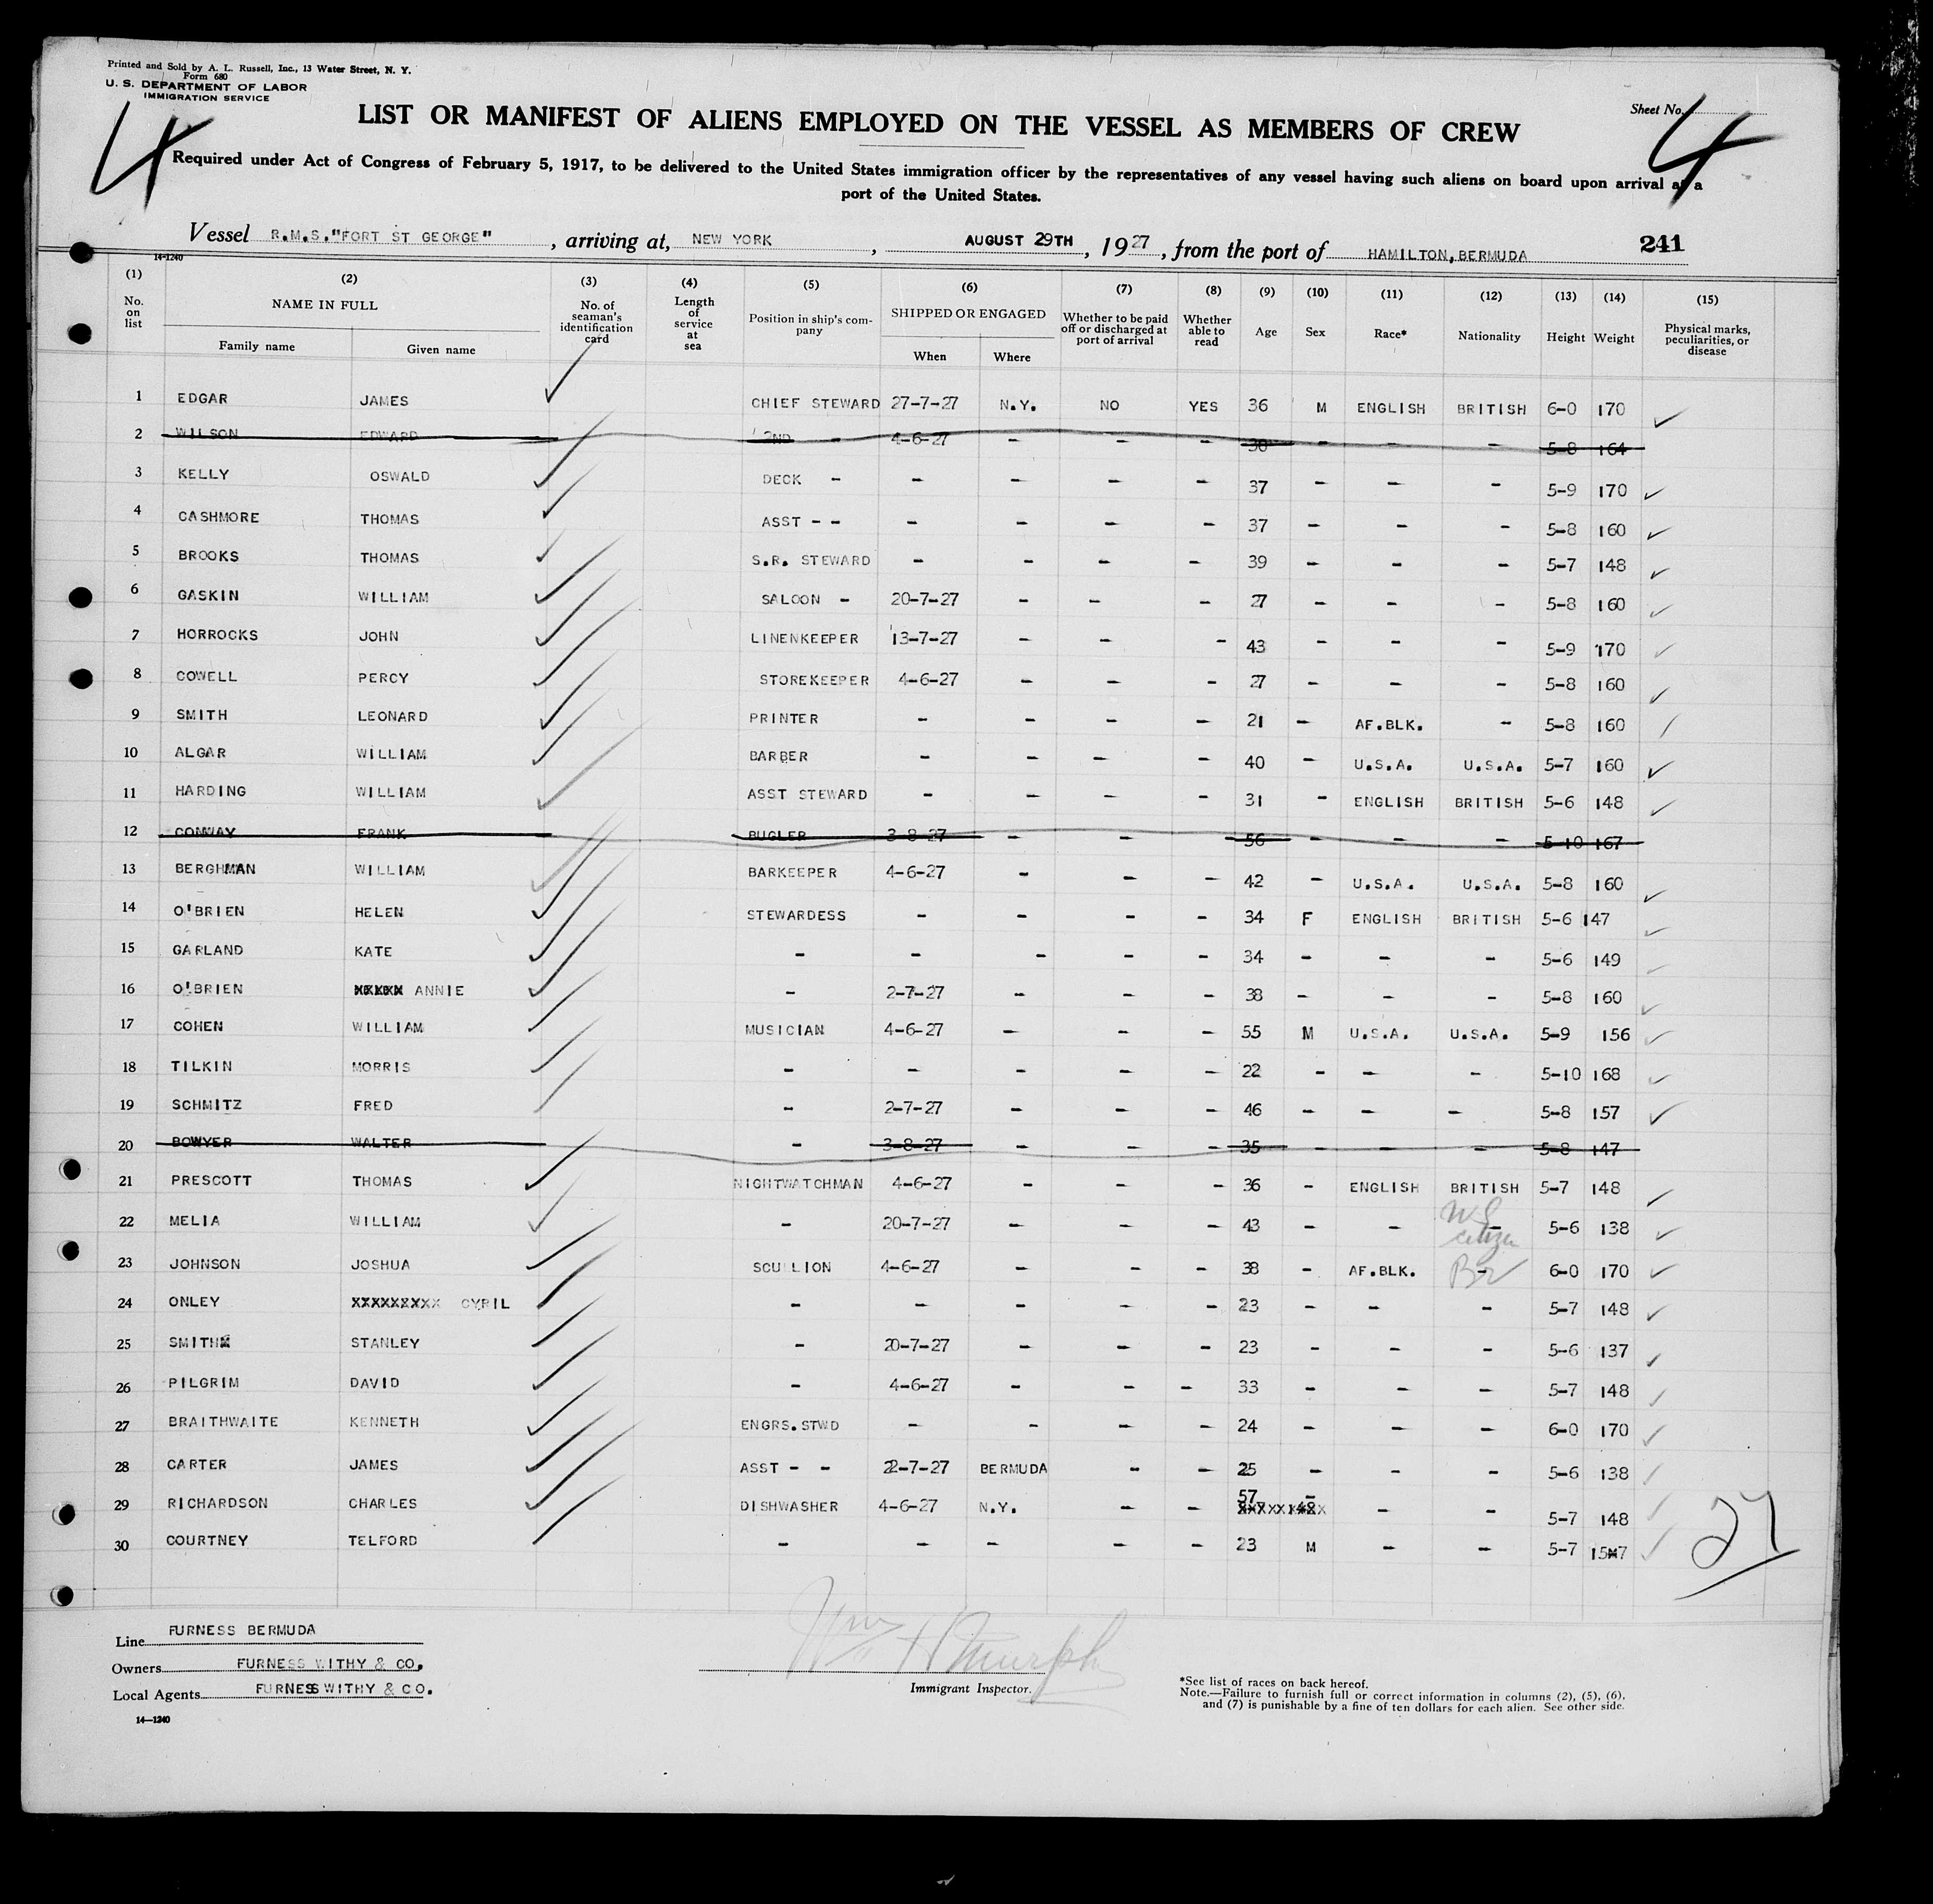 Printed and Sold by A. L. Russell, Inc., 13 Water Street, N. Y.
Form 680
U. S. DEPARTMENT OF LABOR
IMMIGRATION SERVICE
Sheet No.
4 4
LIST OR MANIFEST OF ALIENS EMPLOYED ON THE VESSEL AS MEMBERS OF CREW
Required under Act of Congress of February 5, 1917, to be delivered to the United States immigration officer by the representatives of any vessel having such aliens on board upon arrival at a
port of the United States.
Vessel R.M.S."FORT ST GEORGE", arriving at, NEW YORK, AUGUST 29TH, 1927, from the port of HAMILTON,BERMUDA 241
14-1240
(1) (2) (3) (4) (5) (6) (7) (8) (9) (10) (11) (12) (13) (14) (15)
No. on list NAME IN FULL Family name Given name No. of seaman's identification card Length of service at sea Position in ship's company SHIPPED OR ENGAGED When Where Whether to be paid off or discharged at port of arrival Whether able to read Age Sex Race* Nationality Height Weight Physical marks, peculiarities, or disease
1 EDGAR JAMES CHIEF STEWARD 27-7-27 N.Y. NO YES 36 M ENGLISH BRITISH 6-0 170
2 WILSON EDWARD 2ND - 4-6-27 - - - 38 - - - 5-8 164
3 KELLY OSWALD DECK - - - - - 37 - - - 5-9 170
4 CASHMORE THOMAS ASST - - - - - - 37 - - - 5-8 160
5 BROOKS THOMAS S.R. STEWARD - - - - 39 - - - 5-7 148
6 GASKIN WILLIAM SALOON - 20-7-27 - - - 27 - - - 5-8 160
7 HORROCKS JOHN LINENKEEPER 13-7-27 - - - 43 - - - 5-9 170
8 COWELL PERCY STOREKEEPER 4-6-27 - - - 27 - - - 5-8 160
9 SMITH LEONARD PRINTER - - - - 21 - AF.BLK. - 5-8 160
10 ALGAR WILLIAM BARBER - - - - 40 - U.S.A. U.S.A. 5-7 160
11 HARDING WILLIAM ASST STEWARD - - - - 31 - ENGLISH BRITISH 5-6 148
12 CONWAY FRANK BUGLER 3-8-27 - - - 56 - - - 5-10 167
13 BERGHMAN WILLIAM BARKEEPER 4-6-27 - - - 42 - U.S.A. U.S.A. 5-8 160
14 O'BRIEN HELEN STEWARDESS - - - - 34 F ENGLISH BRITISH 5-6 147
15 GARLAND KATE - - - - - 34 - - - 5-6 149
16 O'BRIEN XXXXX ANNIE - 2-7-27 - - - 38 - - - 5-8 160
17 COHEN WILLIAM MUSICIAN 4-6-27 - - - 55 M U.S.A. U.S.A. 5-9 156
18 TILKIN MORRIS - - - - - 22 - - - 5-10 168
19 SCHMITZ FRED - 2-7-27 - - - 46 - - - 5-8 157
20 BOWYER WALTER - 3-8-27 - - - 35 - - - 5-8 147
21 PRESCOTT THOMAS NIGHTWATCHMAN 4-6-27 - - - 36 - ENGLISH BRITISH 5-7 148
22 MELIA WILLIAM - 20-7-27 - - - 43 - - - 5-6 138
citizen
23 JOHNSON JOSHUA SCULLION 4-6-27 - - - 38 - AF.BLK. - Br 6-0 170
24 ONLEY XXXXXXXXX CYRIL - - - - - 23 - - - 5-7 148
25 SMITHX STANLEY - 20-7-27 - - - 23 - - - 5-6 137
26 PILGRIM DAVID - 4-6-27 - - - 33 - - - 5-7 148
27 BRAITHWAITE KENNETH ENGRS.STWD - - - - 24 - - - 6-0 170
28 CARTER JAMES ASST - - 22-7-27 BERMUDA - - 25 - - - 5-6 138
29 RICHARDSON CHARLES DISHWASHER 4-6-27 N.Y. - - 57 - - - 5-7 148
30 COURTNEY TELFORD - - - - - 23 M - - 5-7 157
27
Line FURNESS BERMUDA
Owners FURNESS WITHY & CO.
Local Agents FURNESS WITHY & CO.
14-1240
Wm H Murphy
Immigrant Inspector.
*See list of races on back hereof.
Note.—Failure to furnish full or correct information in columns (2), (5), (6),
and (7) is punishable by a fine of ten dollars for each alien. See other side.